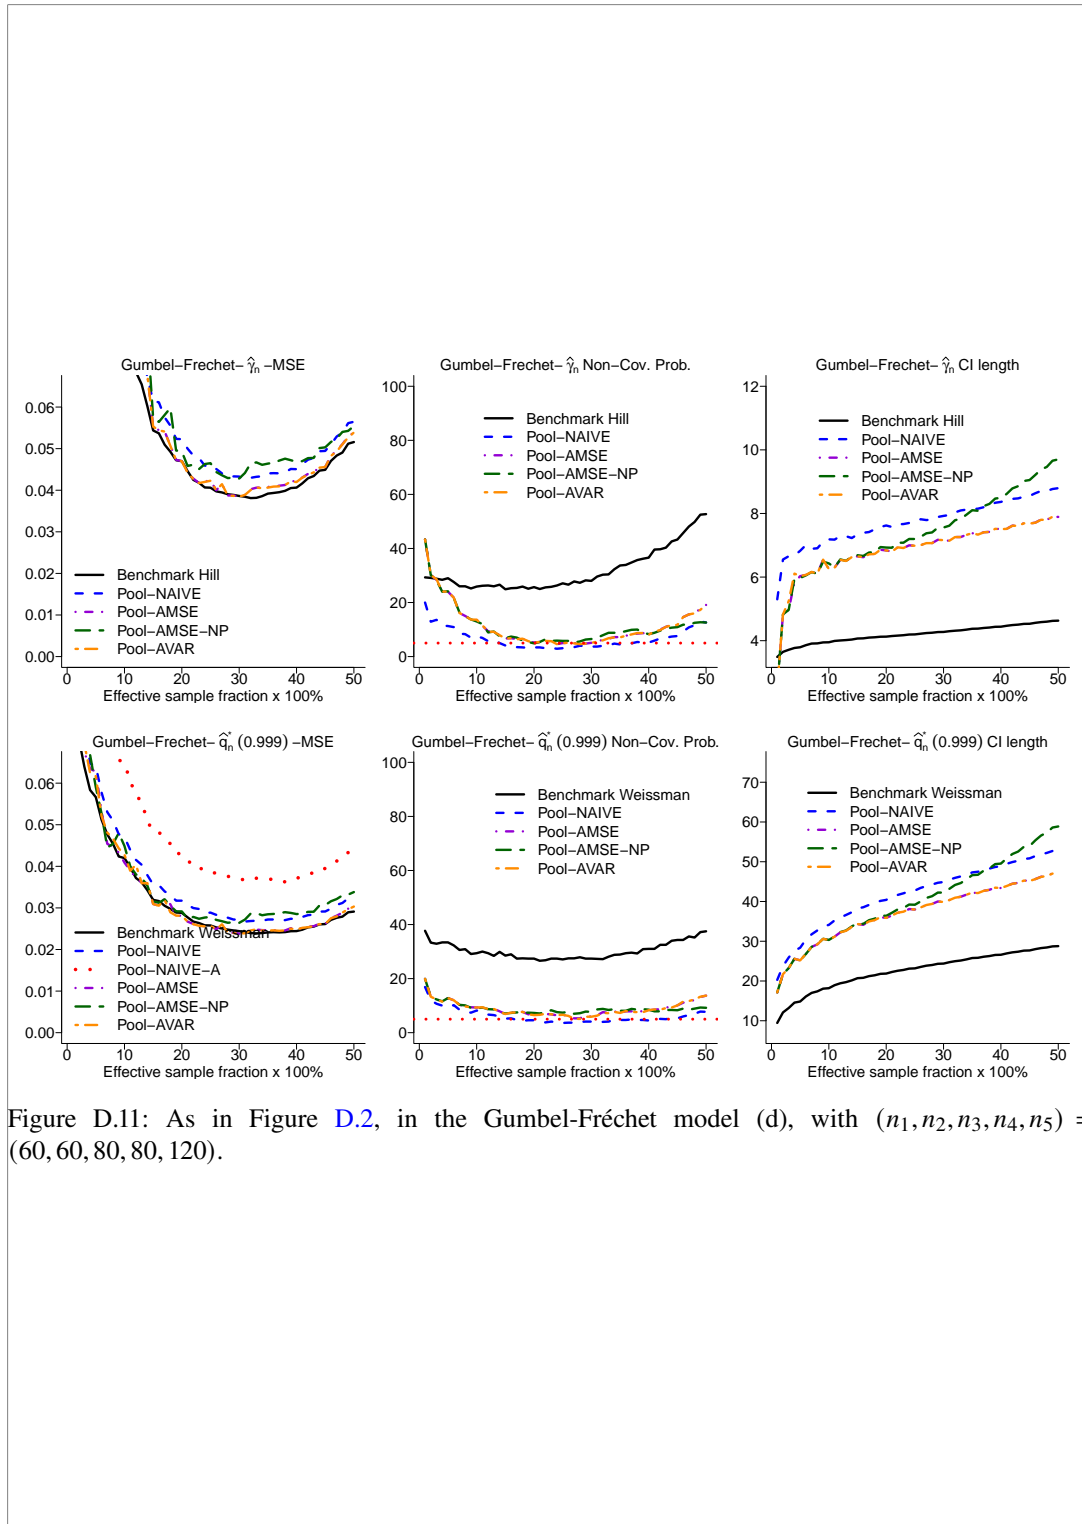 Gumbel−Frechet− γ̂n −MSE
0.06
0.05
0.04
0.03
0.02
0.01
0.00
Benchmark Hill
Pool−NAIVE
Pool−AMSE
Pool−AMSE−NP
Pool−AVAR
0 10 20 30 40 50
Effective sample fraction x 100%
Gumbel−Frechet− γ̂n Non−Cov. Prob.
100
80
60
40
20
0
Benchmark Hill
Pool−NAIVE
Pool−AMSE
Pool−AMSE−NP
Pool−AVAR
0 10 20 30 40 50
Effective sample fraction x 100%
Gumbel−Frechet− γ̂n CI length
12
10
8
6
4
Benchmark Hill
Pool−NAIVE
Pool−AMSE
Pool−AMSE−NP
Pool−AVAR
0 10 20 30 40 50
Effective sample fraction x 100%
Gumbel−Frechet− q̂*n (0.999) −MSE
0.06
0.05
0.04
0.03
0.02
0.01
0.00
Benchmark Weissman
Pool−NAIVE
Pool−NAIVE−A
Pool−AMSE
Pool−AMSE−NP
Pool−AVAR
0 10 20 30 40 50
Effective sample fraction x 100%
Gumbel−Frechet− q̂*n (0.999) Non−Cov. Prob.
100
80
60
40
20
0
Benchmark Weissman
Pool−NAIVE
Pool−AMSE
Pool−AMSE−NP
Pool−AVAR
0 10 20 30 40 50
Effective sample fraction x 100%
Gumbel−Frechet− q̂*n (0.999) CI length
70
60
50
40
30
20
10
Benchmark Weissman
Pool−NAIVE
Pool−AMSE
Pool−AMSE−NP
Pool−AVAR
0 10 20 30 40 50
Effective sample fraction x 100%
Figure D.11: As in Figure D.2, in the Gumbel-Fréchet model (d), with (n1, n2, n3, n4, n5) =
(60, 60, 80, 80, 120).